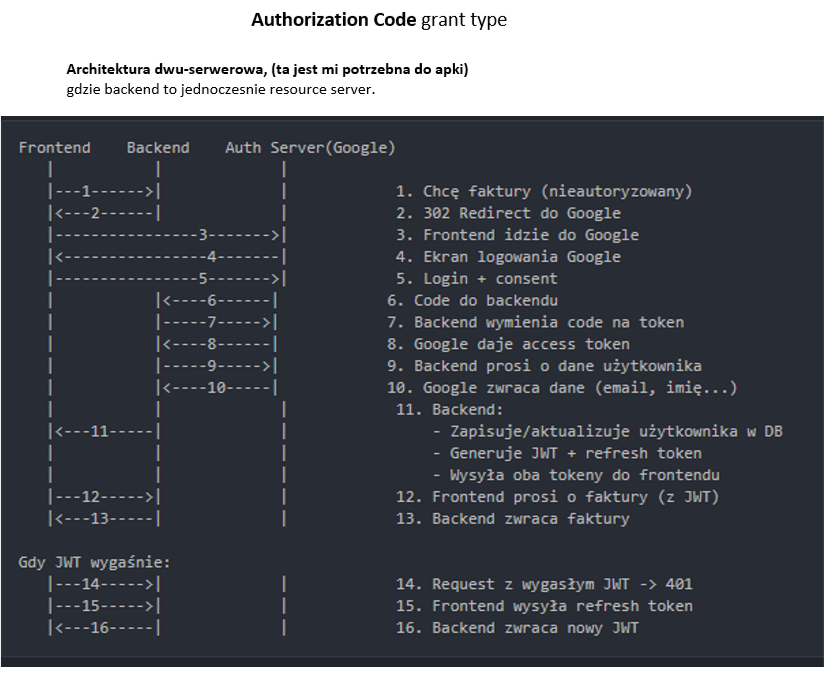 Authorization Code grant type
Architektura dwu-serwerowa, (ta jest mi potrzebna do apki)
gdzie backend to jednoczesnie resource server.
Frontend    Backend    Auth Server(Google)
   |           |             |
   |---1------>|             |            1. Chcę faktury (nieautoryzowany)
   |<---2------|             |            2. 302 Redirect do Google
   |----------------3------->|            3. Frontend idzie do Google
   |<----------------4-------|            4. Ekran logowania Google
   |----------------5------->|            5. Login + consent
   |           |<----6------|            6. Code do backendu
   |           |-----7----->|            7. Backend wymienia code na token
   |           |<----8------|            8. Google daje access token
   |           |-----9----->|            9. Backend prosi o dane użytkownika
   |           |<----10-----|            10. Google zwraca dane (email, imię...)
   |           |             |            11. Backend:
   |<---11-----|             |                - Zapisuje/aktualizuje użytkownika w DB
   |           |             |                - Generuje JWT + refresh token
   |           |             |                - Wysyła oba tokeny do frontendu
   |---12----->|             |            12. Frontend prosi o faktury (z JWT)
   |<---13-----|             |            13. Backend zwraca faktury
Gdy JWT wygaśnie:
   |---14----->|             |            14. Request z wygasłym JWT -> 401
   |---15----->|             |            15. Frontend wysyła refresh token
   |<---16-----|             |            16. Backend zwraca nowy JWT